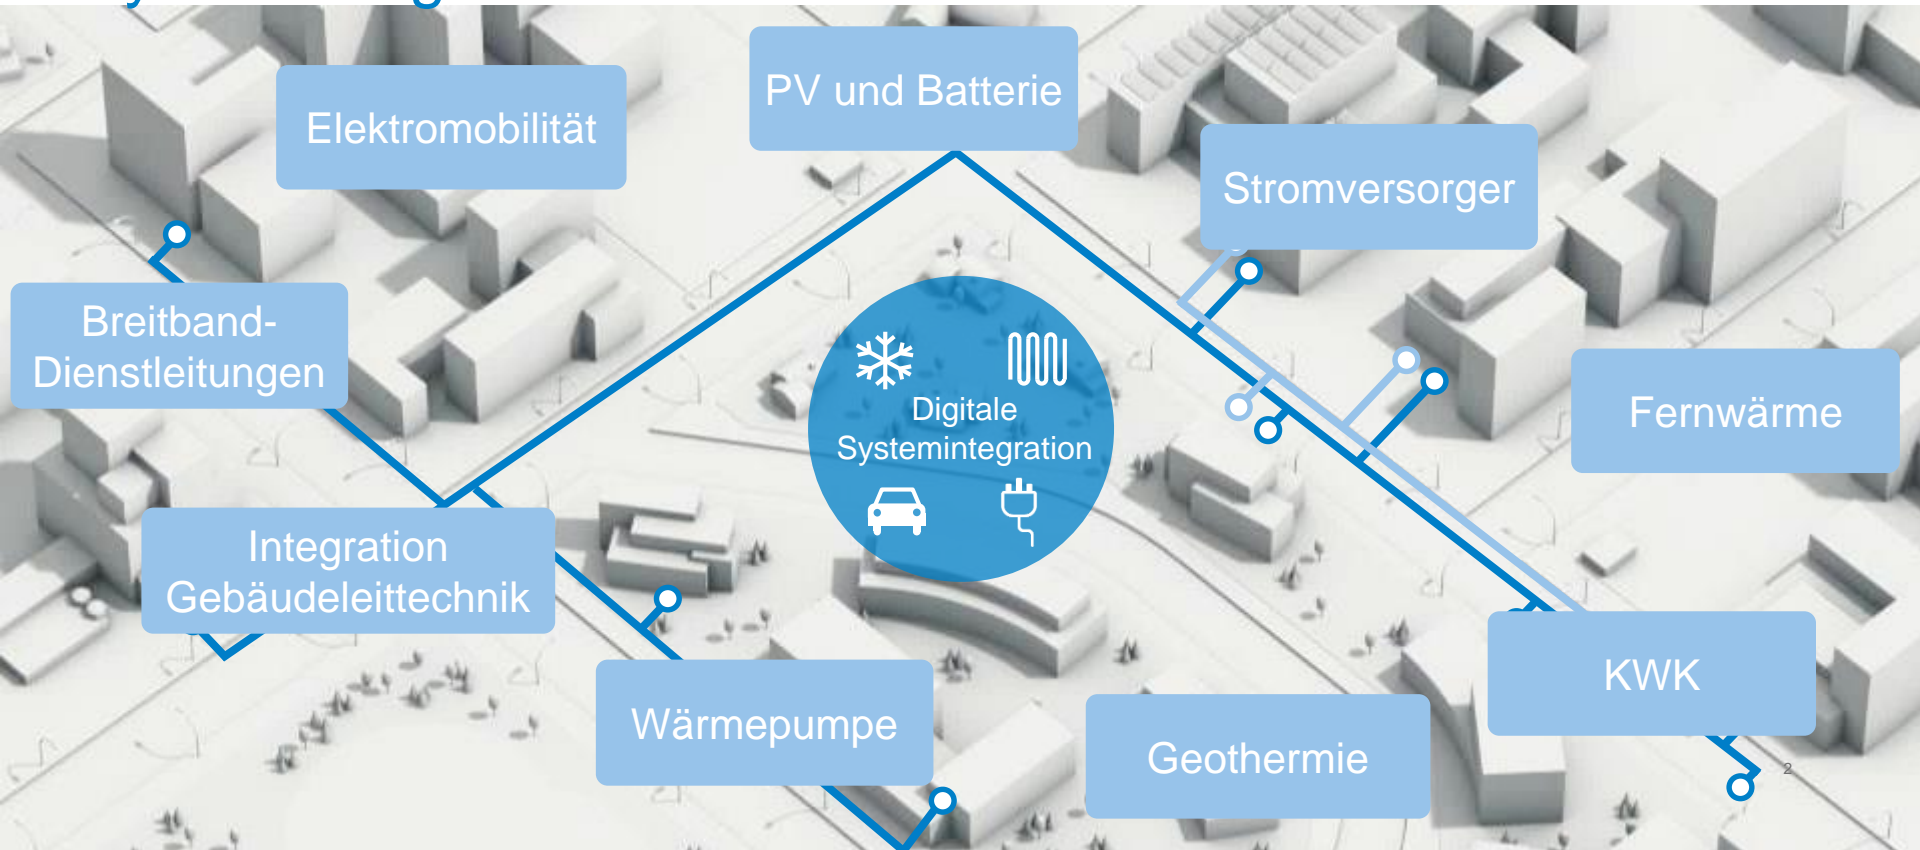 PV und Batterie
Elektromobilität
Stromversorger
Breitband-
Dienstleitungen
Digitale
Systemintegration
Fernwärme
Integration
Gebäudeleittechnik
KWK
Wärmepumpe
Geothermie
2